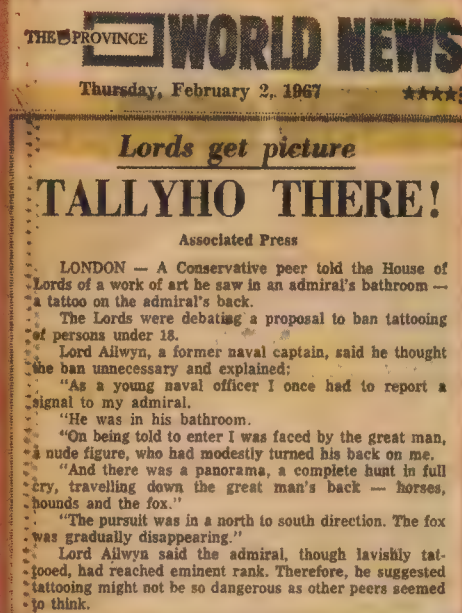 THE PROVINCE WORLD NEWS
Thursday, February 2, 1967 ★★★★
Lords get picture
TALLYHO THERE!
Associated Press
LONDON — A Conservative peer told the House of
Lords of a work of art he saw in an admiral's bathroom —
a tattoo on the admiral's back.
The Lords were debating a proposal to ban tattooing
of persons under 18.
Lord Ailwyn, a former naval captain, said he thought
the ban unnecessary and explained:
"As a young naval officer I once had to report a
signal to my admiral.
"He was in his bathroom.
"On being told to enter I was faced by the great man,
a nude figure, who had modestly turned his back on me.
"And there was a panorama, a complete hunt in full
cry, travelling down the great man's back — horses,
hounds and the fox."
"The pursuit was in a north to south direction. The fox
was gradually disappearing."
Lord Ailwyn said the admiral, though lavishly tat-
tooed, had reached eminent rank. Therefore, he suggested
tattooing might not be so dangerous as other peers seemed
to think.